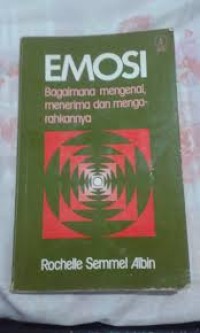 EMOSI
Bagaimana mengenal,
menerima dan menga-
rahkannya
Rochelle Semmel Albin